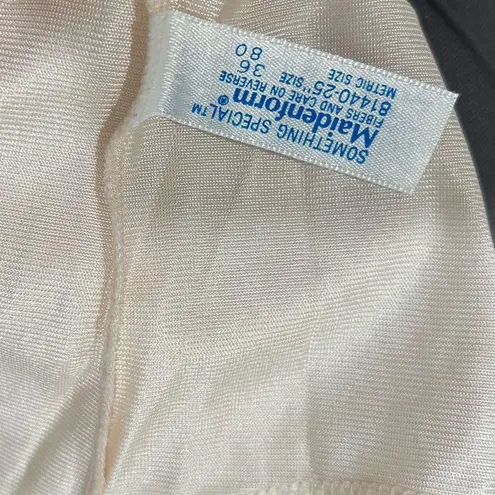 SOMETHING SPECIAL™
Maidenform®
FIBERS AND CARE ON REVERSE
81440-25" SIZE 36
METRIC SIZE 80